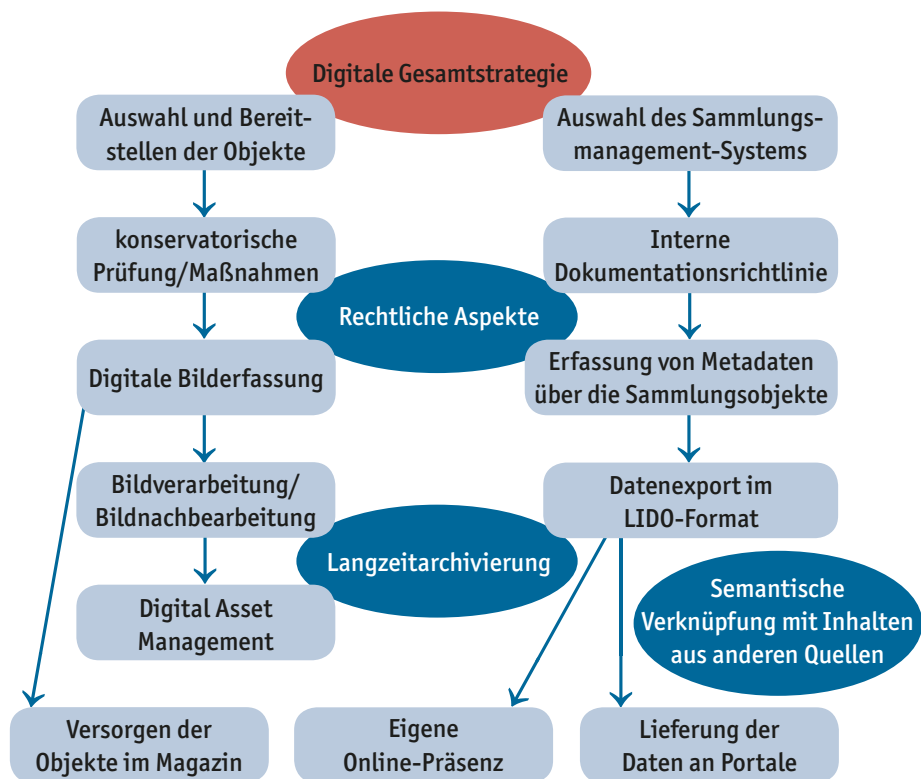 Digitale Gesamtstrategie
Auswahl und Bereit-
stellen der Objekte
Auswahl des Sammlungs-
management-Systems
konservatorische
Prüfung/Maßnahmen
Interne
Dokumentationsrichtlinie
Rechtliche Aspekte
Digitale Bilderfassung
Erfassung von Metadaten
über die Sammlungsobjekte
Bildverarbeitung/
Bildnachbearbeitung
Datenexport im
LIDO-Format
Langzeitarchivierung
Digital Asset
Management
Semantische
Verknüpfung mit Inhalten
aus anderen Quellen
Versorgen der
Objekte im Magazin
Eigene
Online-Präsenz
Lieferung der
Daten an Portale